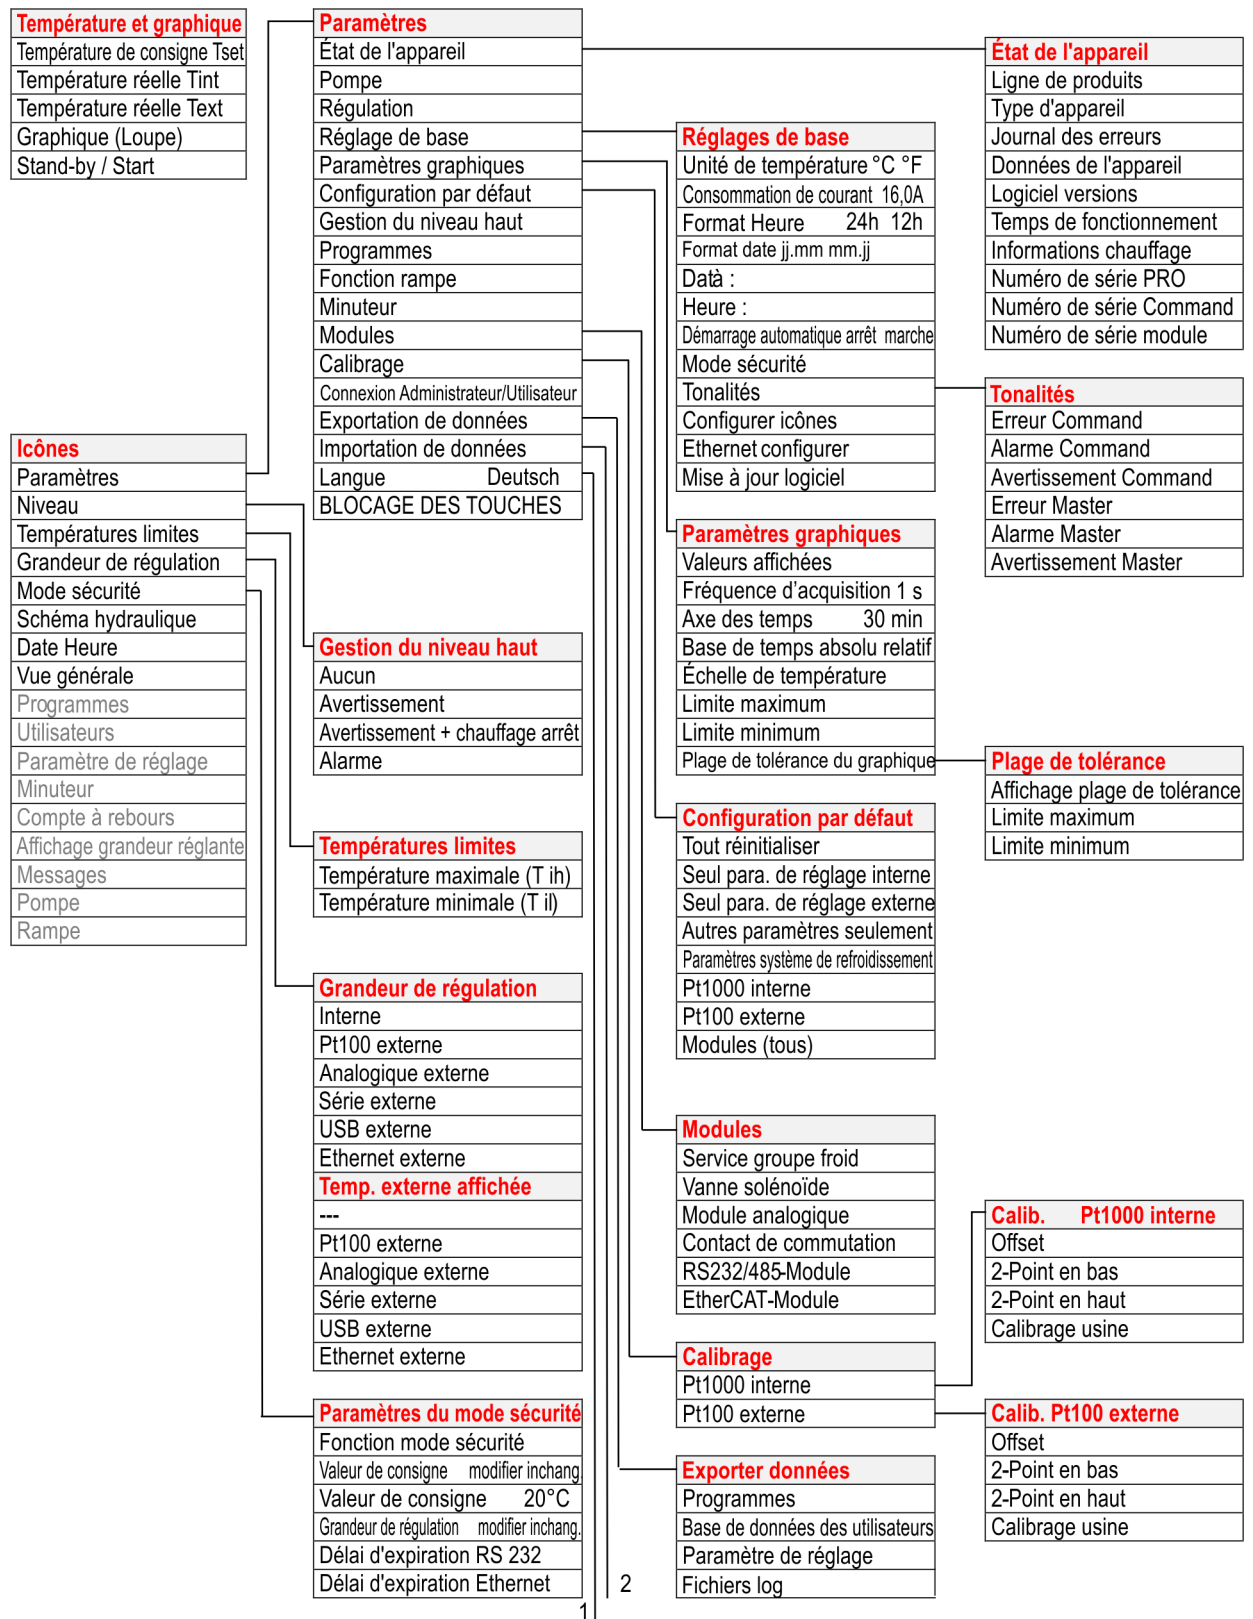 Température et graphique
Température de consigne Tset
Température réelle Tint
Température réelle Text
Graphique (Loupe)
Stand-by / Start
Icônes
Paramètres
Niveau
Températures limites
Grandeur de régulation
Mode sécurité
Schéma hydraulique
Date Heure
Vue générale
Programmes
Utilisateurs
Paramètre de réglage
Minuteur
Compte à rebours
Affichage grandeur réglante
Messages
Pompe
Rampe
Paramètres
État de l'appareil
Pompe
Régulation
Réglage de base
Paramètres graphiques
Configuration par défaut
Gestion du niveau haut
Programmes
Fonction rampe
Minuteur
Modules
Calibrage
Connexion Administrateur/Utilisateur
Exportation de données
Importation de données
Langue Deutsch
BLOCAGE DES TOUCHES
Gestion du niveau haut
Aucun
Avertissement
Avertissement + chauffage arrêt
Alarme
Températures limites
Température maximale (T ih)
Température minimale (T il)
Grandeur de régulation
Interne
Pt100 externe
Analogique externe
Série externe
USB externe
Ethernet externe
Temp. externe affichée
---
Pt100 externe
Analogique externe
Série externe
USB externe
Ethernet externe
Paramètres du mode sécurité
Fonction mode sécurité
Valeur de consigne modifier inchang.
Valeur de consigne 20°C
Grandeur de régulation modifier inchang.
Délai d'expiration RS 232
Délai d'expiration Ethernet
1
2
Réglages de base
Unité de température °C °F
Consommation de courant 16,0A
Format Heure 24h 12h
Format date jj.mm mm.jj
Datà :
Heure :
Démarrage automatique arrêt marche
Mode sécurité
Tonalités
Configurer icônes
Ethernet configurer
Mise à jour logiciel
Paramètres graphiques
Valeurs affichées
Fréquence d’acquisition 1 s
Axe des temps 30 min
Base de temps absolu relatif
Échelle de température
Limite maximum
Limite minimum
Plage de tolérance du graphique
Configuration par défaut
Tout réinitialiser
Seul para. de réglage interne
Seul para. de réglage externe
Autres paramètres seulement
Paramètres système de refroidissement
Pt1000 interne
Pt100 externe
Modules (tous)
Modules
Service groupe froid
Vanne solénoïde
Module analogique
Contact de commutation
RS232/485-Module
EtherCAT-Module
Calibrage
Pt1000 interne
Pt100 externe
Exporter données
Programmes
Base de données des utilisateurs
Paramètre de réglage
Fichiers log
État de l'appareil
Ligne de produits
Type d'appareil
Journal des erreurs
Données de l'appareil
Logiciel versions
Temps de fonctionnement
Informations chauffage
Numéro de série PRO
Numéro de série Command
Numéro de série module
Tonalités
Erreur Command
Alarme Command
Avertissement Command
Erreur Master
Alarme Master
Avertissement Master
Plage de tolérance
Affichage plage de tolérance
Limite maximum
Limite minimum
Calib. Pt1000 interne
Offset
2-Point en bas
2-Point en haut
Calibrage usine
Calib. Pt100 externe
Offset
2-Point en bas
2-Point en haut
Calibrage usine